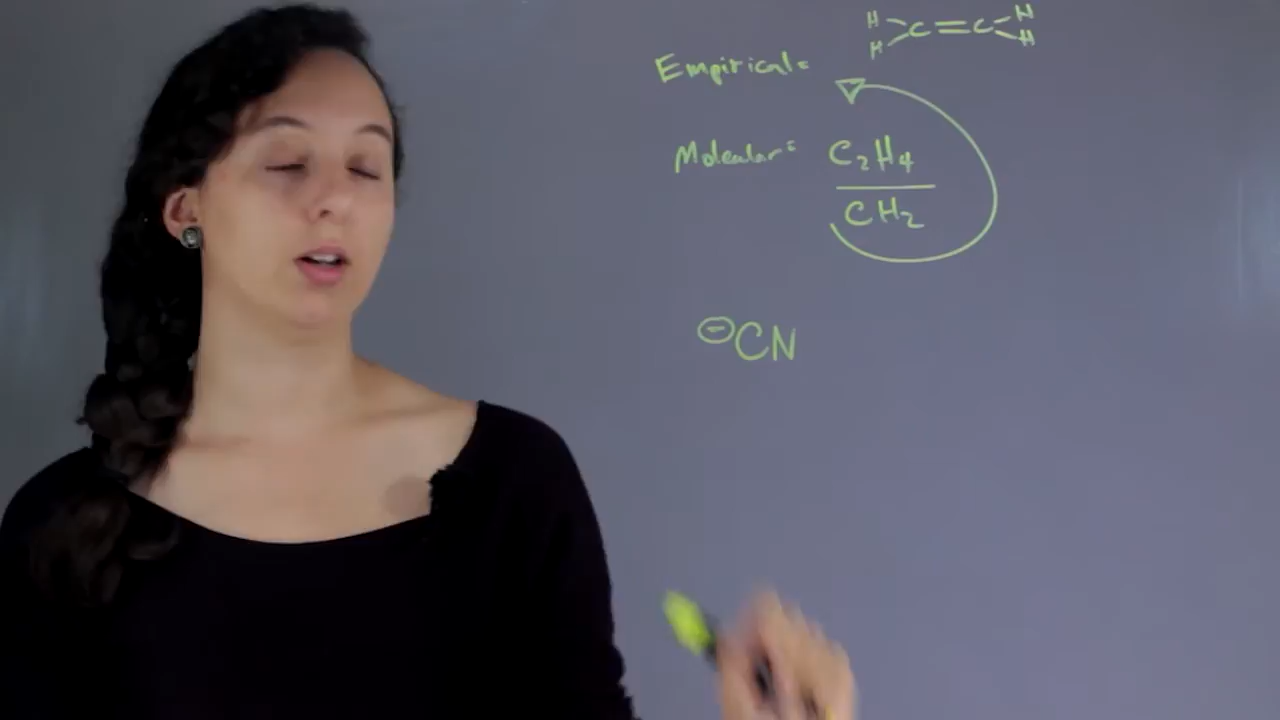 H H
C=C
H H
Empirical=
Molecular= C₂H₄
CH₂
⊖CN